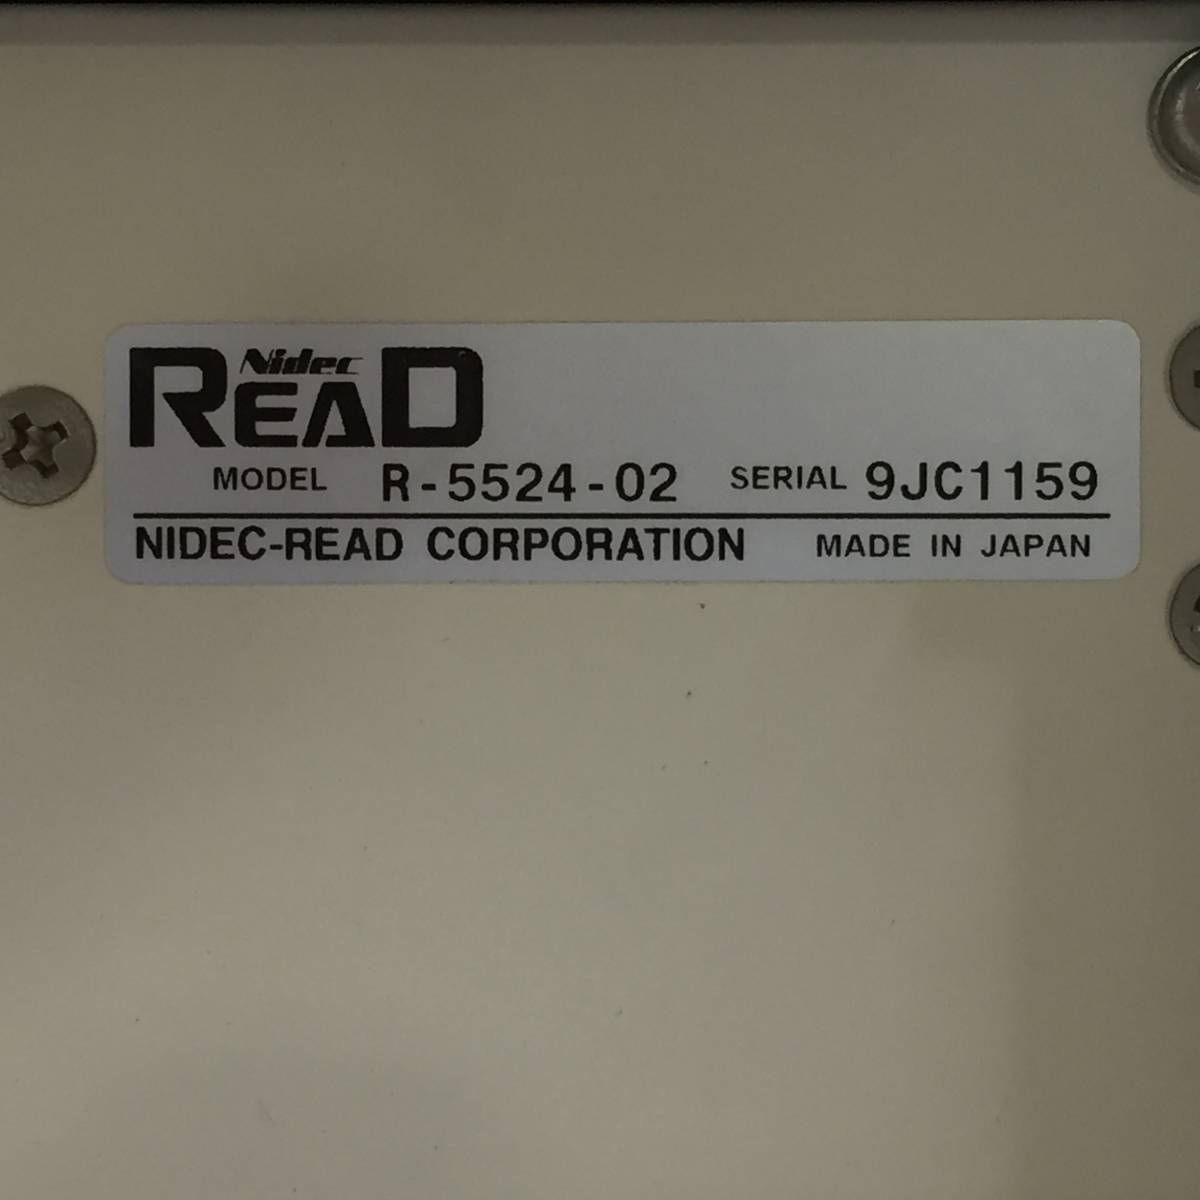 Nidec
READ
MODEL R-5524-02 SERIAL 9JC1159
NIDEC-READ CORPORATION MADE IN JAPAN